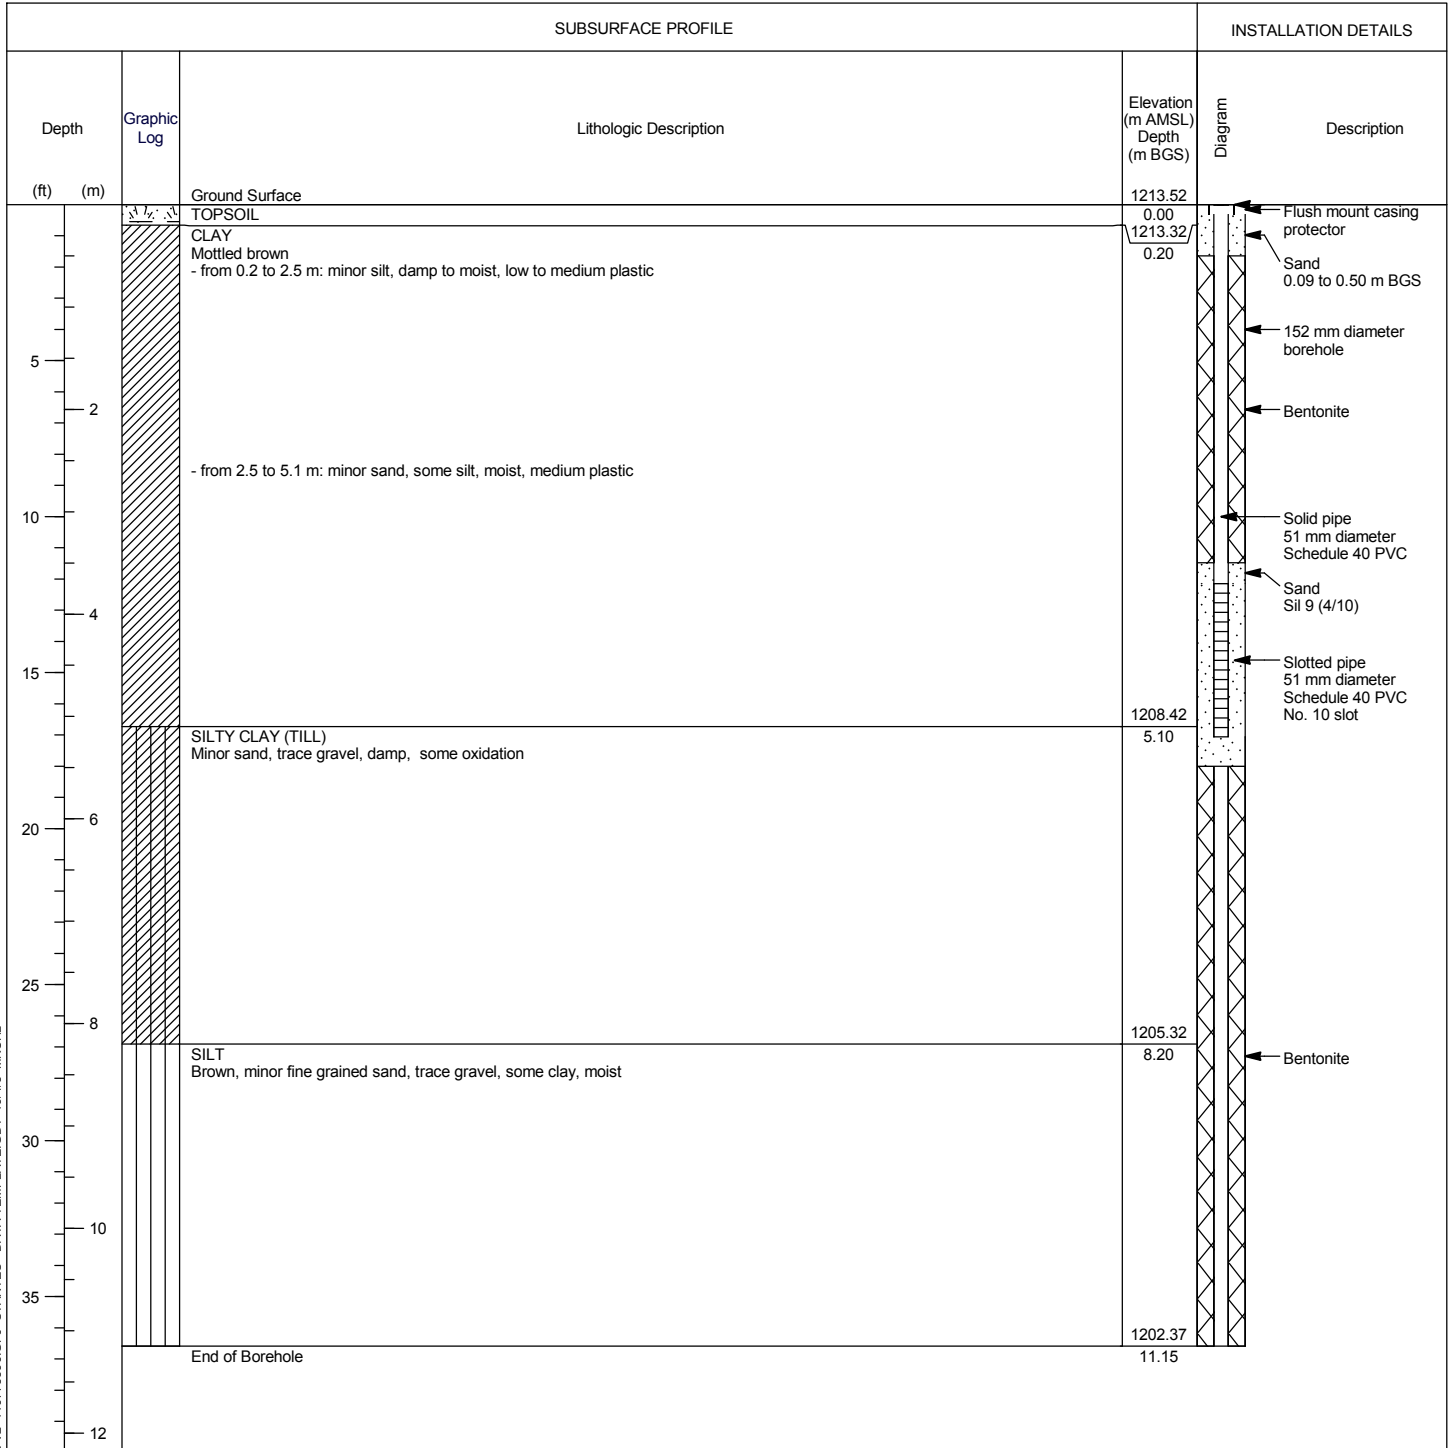 SUBSURFACE PROFILE
INSTALLATION DETAILS
Depth
(ft) (m)
Graphic
Log
Lithologic Description
Elevation
(m AMSL)
Depth
(m BGS)
Diagram
Description
Ground Surface
1213.52
TOPSOIL
0.00
1213.32
CLAY
Mottled brown
0.20
- from 0.2 to 2.5 m: minor silt, damp to moist, low to medium plastic
- from 2.5 to 5.1 m: minor sand, some silt, moist, medium plastic
1208.42
SILTY CLAY (TILL)
5.10
Minor sand, trace gravel, damp, some oxidation
1205.32
SILT
8.20
Brown, minor fine grained sand, trace gravel, some clay, moist
1202.37
End of Borehole
11.15
Flush mount casing
protector
Sand
0.09 to 0.50 m BGS
152 mm diameter
borehole
Bentonite
Solid pipe
51 mm diameter
Schedule 40 PVC
Sand
Sil 9 (4/10)
Slotted pipe
51 mm diameter
Schedule 40 PVC
No. 10 slot
Bentonite
5
2
10
4
15
6
20
25
8
30
10
35
12